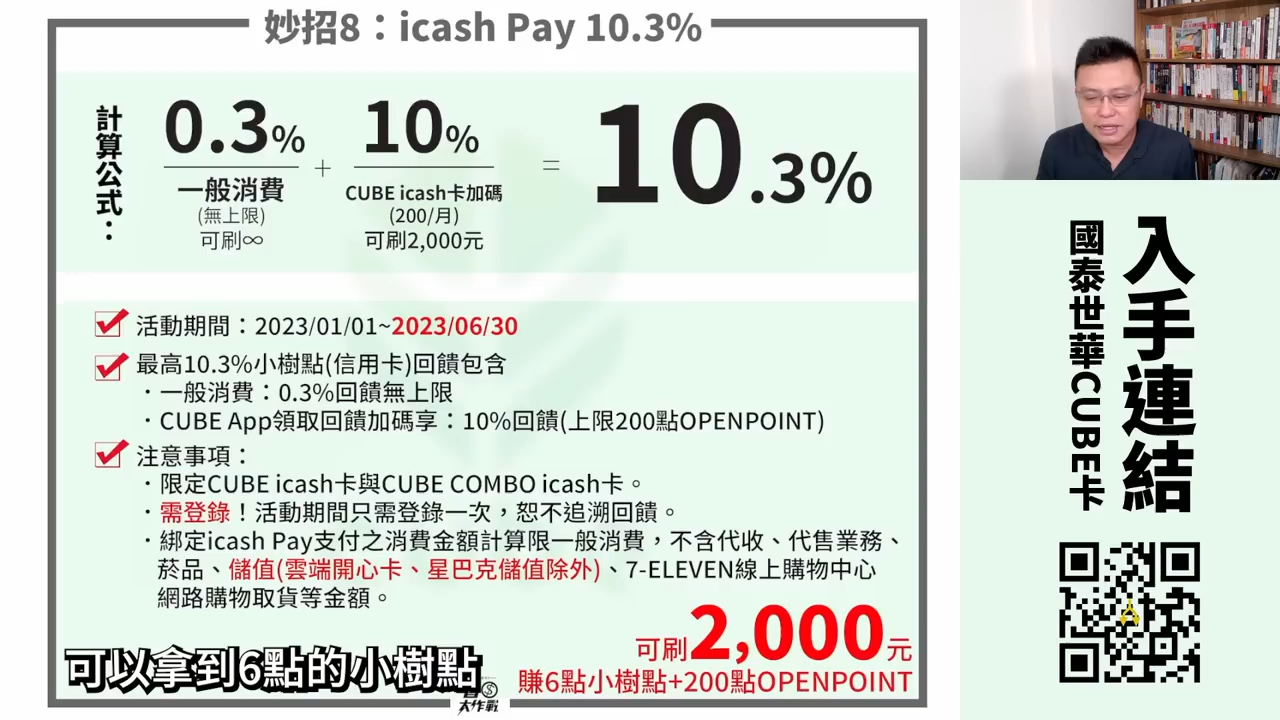 妙招8：icash Pay 10.3%
計算公式：
0.3% + 10% = 10.3%
一般消費
(無上限)
可刷∞
CUBE icash卡加碼
(200/月)
可刷2,000元
活動期間：2023/01/01~2023/06/30
最高10.3%小樹點(信用卡)回饋包含
・一般消費：0.3%回饋無上限
・CUBE App領取回饋加碼享：10%回饋(上限200點OPENPOINT)
注意事項：
・限定CUBE icash卡與CUBE COMBO icash卡。
・需登錄！活動期間只需登錄一次，恕不追溯回饋。
・綁定icash Pay支付之消費金額計算限一般消費，不含代收、代售業務、
菸品、儲值(雲端開心卡、星巴克儲值除外)、7-ELEVEN線上購物中心
網路購物取貨等金額。
可刷2,000元
賺6點小樹點+200點OPENPOINT
可以拿到6點的小樹點
大作戰
入手連結
國泰世華CUBE卡